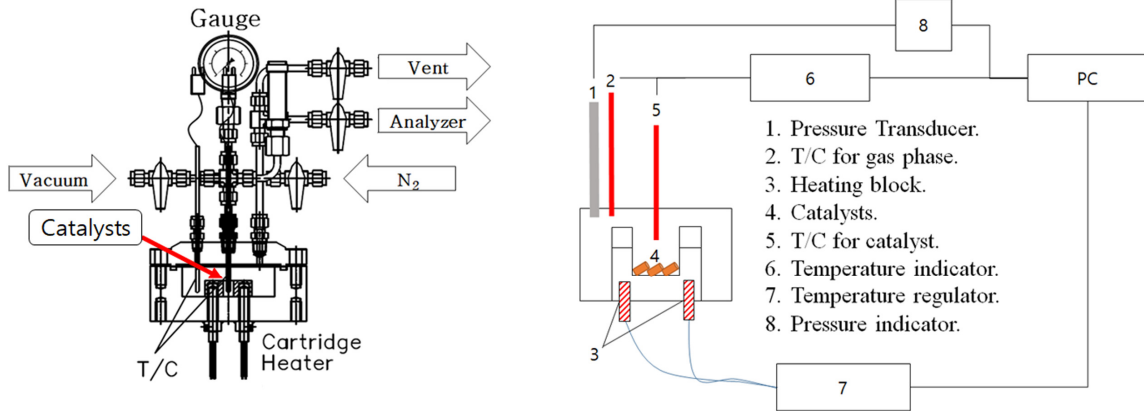 Gauge
Vent
Analyzer
Vacuum
N₂
Catalysts
T/C
Cartridge
Heater
8
6
PC
1
2
5
4
3
7
1. Pressure Transducer.
2. T/C for gas phase.
3. Heating block.
4. Catalysts.
5. T/C for catalyst.
6. Temperature indicator.
7. Temperature regulator.
8. Pressure indicator.